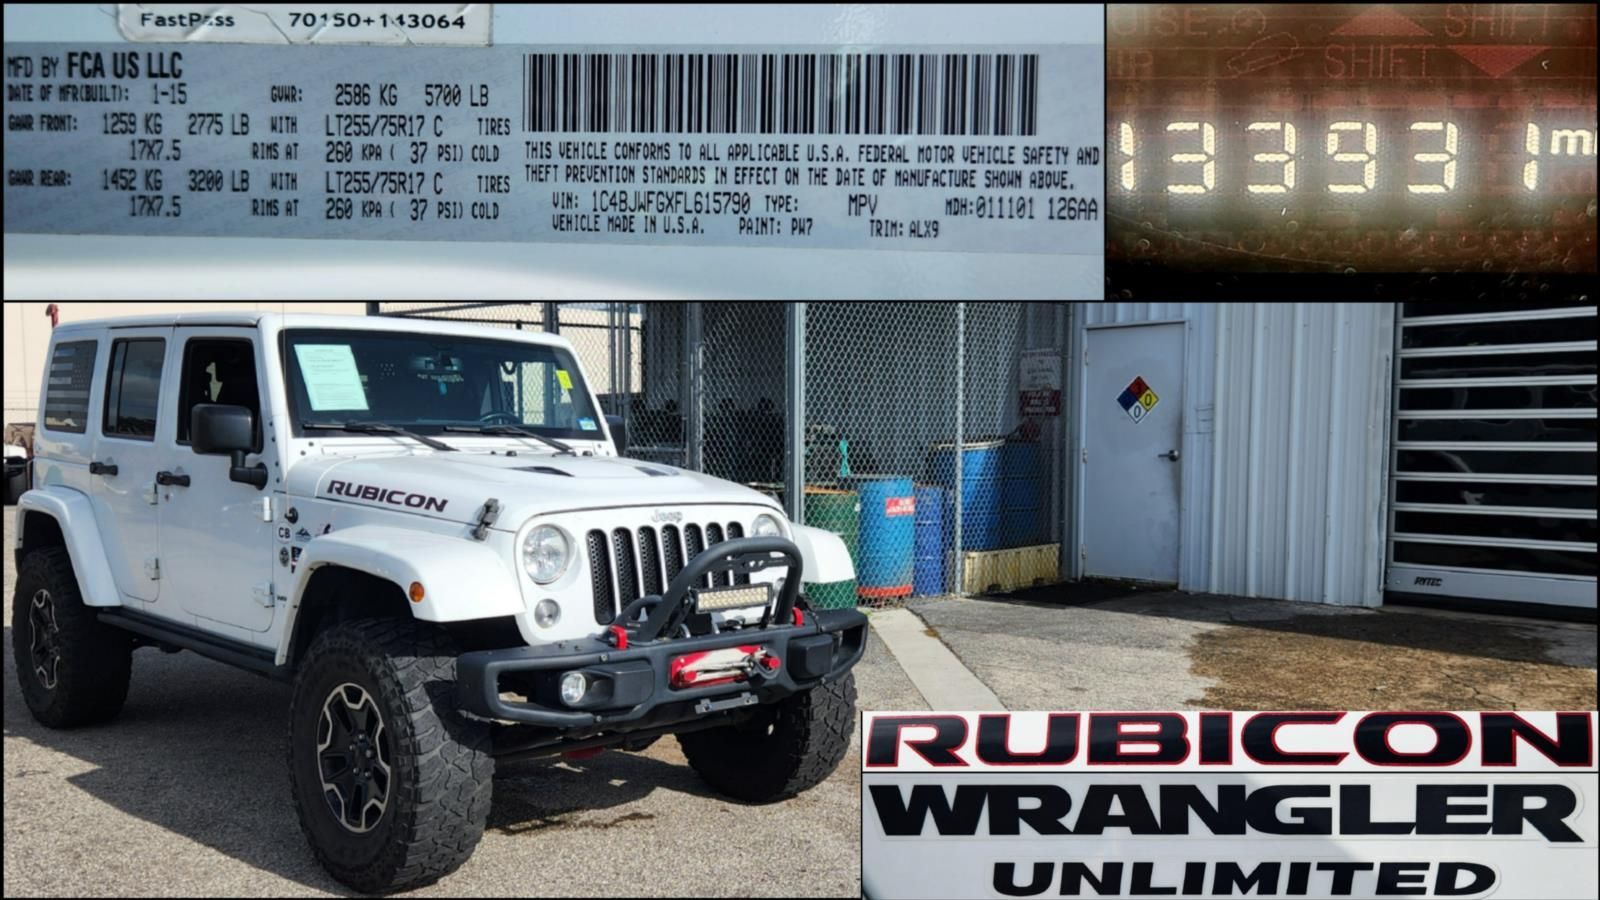 FastPass 70150+143064
MFD BY FCA US LLC
DATE OF MFR(BUILT): 1-15 GVWR: 2586 KG 5700 LB
GAWR FRONT: 1259 KG 2775 LB WITH LT255/75R17 C TIRES
17X7.5 RIMS AT 260 KPA ( 37 PSI) COLD
GAWR REAR: 1452 KG 3200 LB WITH LT255/75R17 C TIRES
17X7.5 RIMS AT 260 KPA ( 37 PSI) COLD
THIS VEHICLE CONFORMS TO ALL APPLICABLE U.S.A. FEDERAL MOTOR VEHICLE SAFETY AND
THEFT PREVENTION STANDARDS IN EFFECT ON THE DATE OF MANUFACTURE SHOWN ABOVE.
VIN: 1C4BJWFGXFL615790 TYPE: MPV MDH:011101 126AA
VEHICLE MADE IN U.S.A. PAINT: PW7 TRIM: ALX9
SHIFT
SHIFT
133931 mi
RUBICON
Jeep
CB
0
0
RYTEC
RUBICON
WRANGLER
UNLIMITED